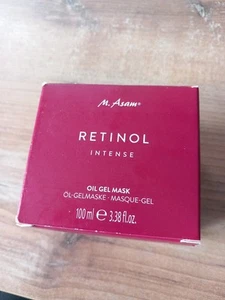 M. Asam®
RETINOL
INTENSE
OIL GEL MASK
ÖL-GELMASKE · MASQUE-GEL
100 ml ℮ 3.38 fl.oz.